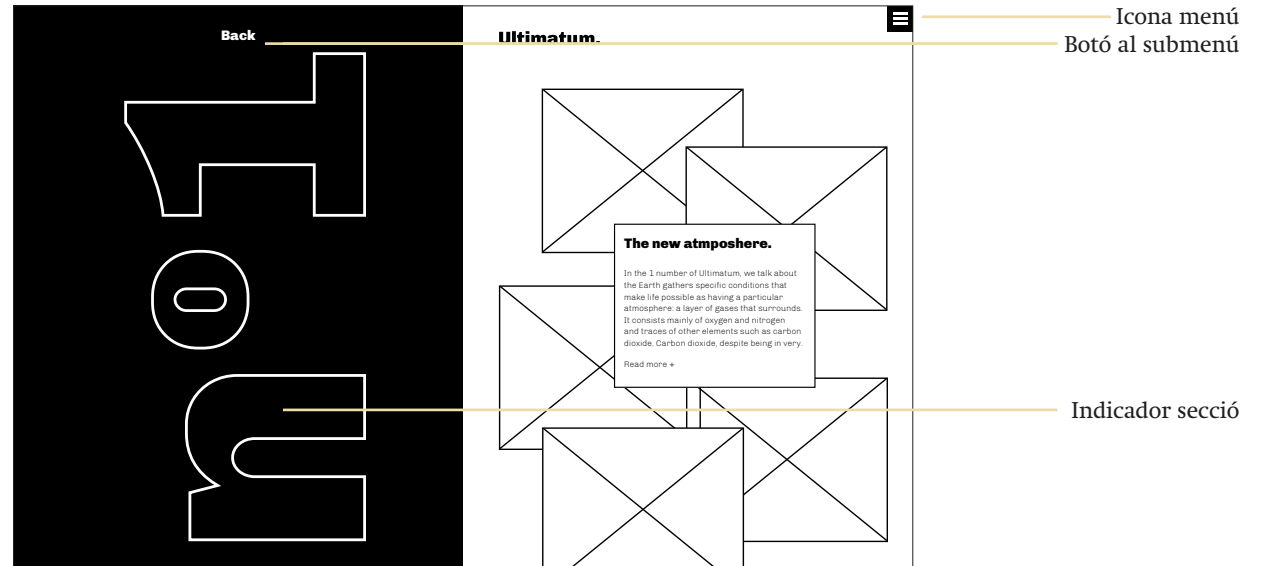 Back
Ultimatum.
Icona menú
Botó al submenú
no 1
The new atmposhere.
In the 1 number of Ultimatum, we talk about
the Earth gathers specific conditions that
make life possible as having a particular
atmosphere: a layer of gases that surrounds.
It consists mainly of oxygen and nitrogen
and traces of other elements such as carbon
dioxide. Carbon dioxide, despite being in very.
Read more +
Indicador secció